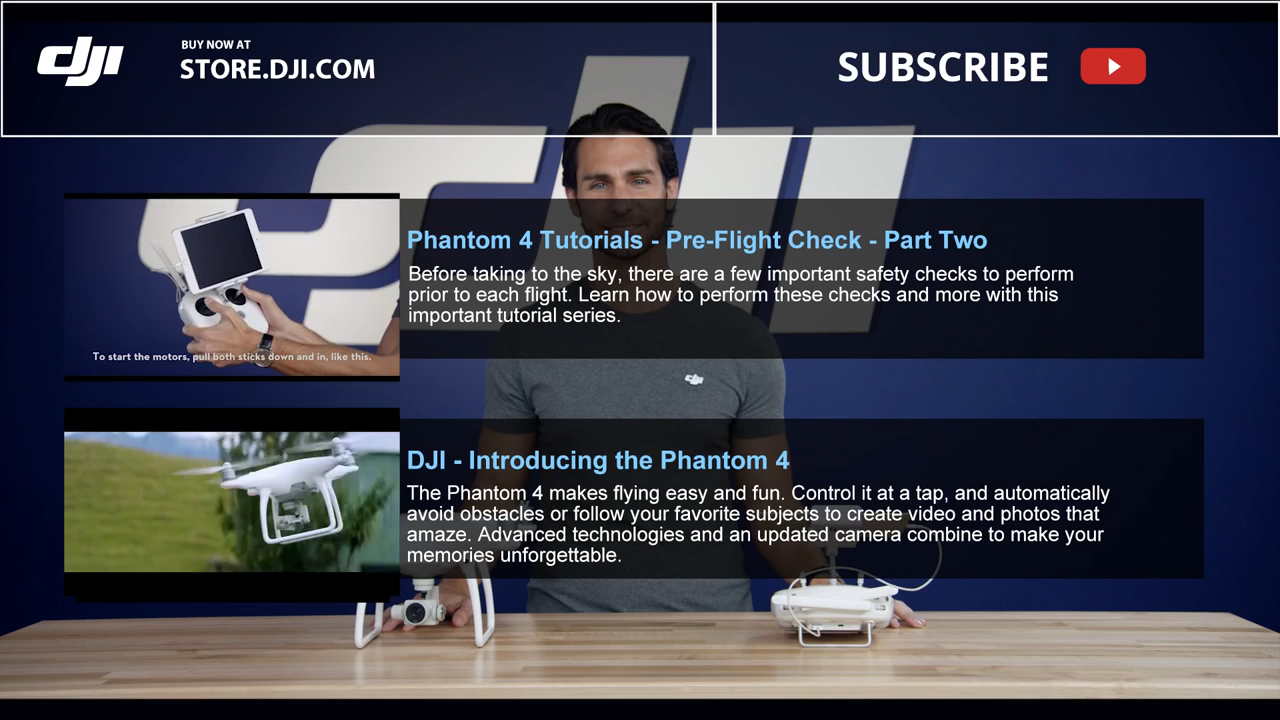 dji
BUY NOW AT
STORE.DJI.COM
SUBSCRIBE
dji
Phantom 4 Tutorials - Pre-Flight Check - Part Two
Before taking to the sky, there are a few important safety checks to perform
prior to each flight. Learn how to perform these checks and more with this
important tutorial series.
To start the motors, pull both sticks down and in, like this.
dji
DJI - Introducing the Phantom 4
The Phantom 4 makes flying easy and fun. Control it at a tap, and automatically
avoid obstacles or follow your favorite subjects to create video and photos that
amaze. Advanced technologies and an updated camera combine to make your
memories unforgettable.